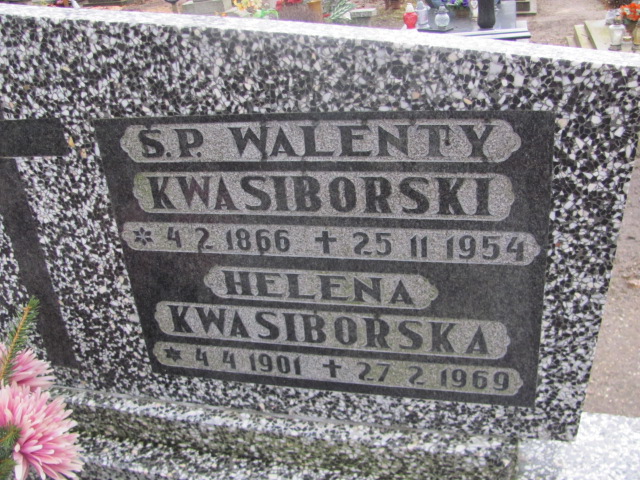 Ś.P. WALENTY
KWASIBORSKI
* 4 2 1866 + 25 11 1954
HELENA
KWASIBORSKA
* 4 4 1901 + 27 2 1969